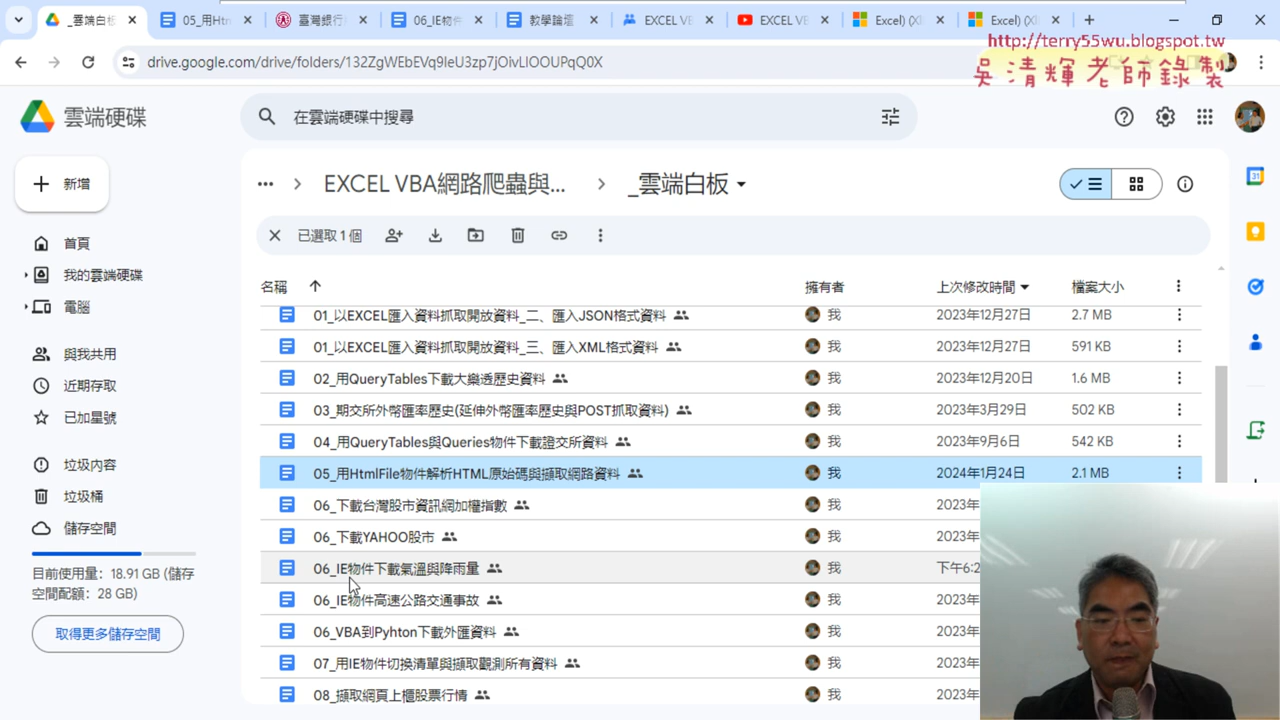 _雲端白板
05_用Htm
臺灣銀行
06_IE物件
教學論壇
EXCEL VB
EXCEL VB
Excel) (XI
Excel) (XI
http://terry55wu.blogspot.tw
drive.google.com/drive/folders/132ZgWEbEVq9IeU3zp7jOivLIOOUPqQ0X
吳清輝老師錄製
雲端硬碟
在雲端硬碟中搜尋
新增
EXCEL VBA網路爬蟲與...
_雲端白板
已選取 1 個
首頁
我的雲端硬碟
電腦
與我共用
近期存取
已加星號
垃圾內容
垃圾桶
儲存空間
目前使用量：18.91 GB (儲存
空間配額：28 GB)
取得更多儲存空間
名稱 擁有者 上次修改時間 檔案大小
01_以EXCEL匯入資料抓取開放資料_二、匯入JSON格式資料 我 2023年12月27日 2.7 MB
01_以EXCEL匯入資料抓取開放資料_三、匯入XML格式資料 我 2023年12月27日 591 KB
02_用QueryTables下載大樂透歷史資料 我 2023年12月20日 1.6 MB
03_期交所外幣匯率歷史(延伸外幣匯率歷史與POST抓取資料) 我 2023年3月29日 502 KB
04_用QueryTables與Queries物件下載證交所資料 我 2023年9月6日 542 KB
05_用HtmlFile物件解析HTML原始碼與擷取網路資料 我 2024年1月24日 2.1 MB
06_下載台灣股市資訊網加權指數 我 2023年
06_下載YAHOO股市 我 2023年
06_IE物件下載氣溫與降雨量 我 下午6:2
06_IE物件高速公路交通事故 我 2023年
06_VBA到Pyhton下載外匯資料 我 2023年
07_用IE物件切換清單與擷取觀測所有資料 我 2023年
08_擷取網頁上櫃股票行情 我 2023年